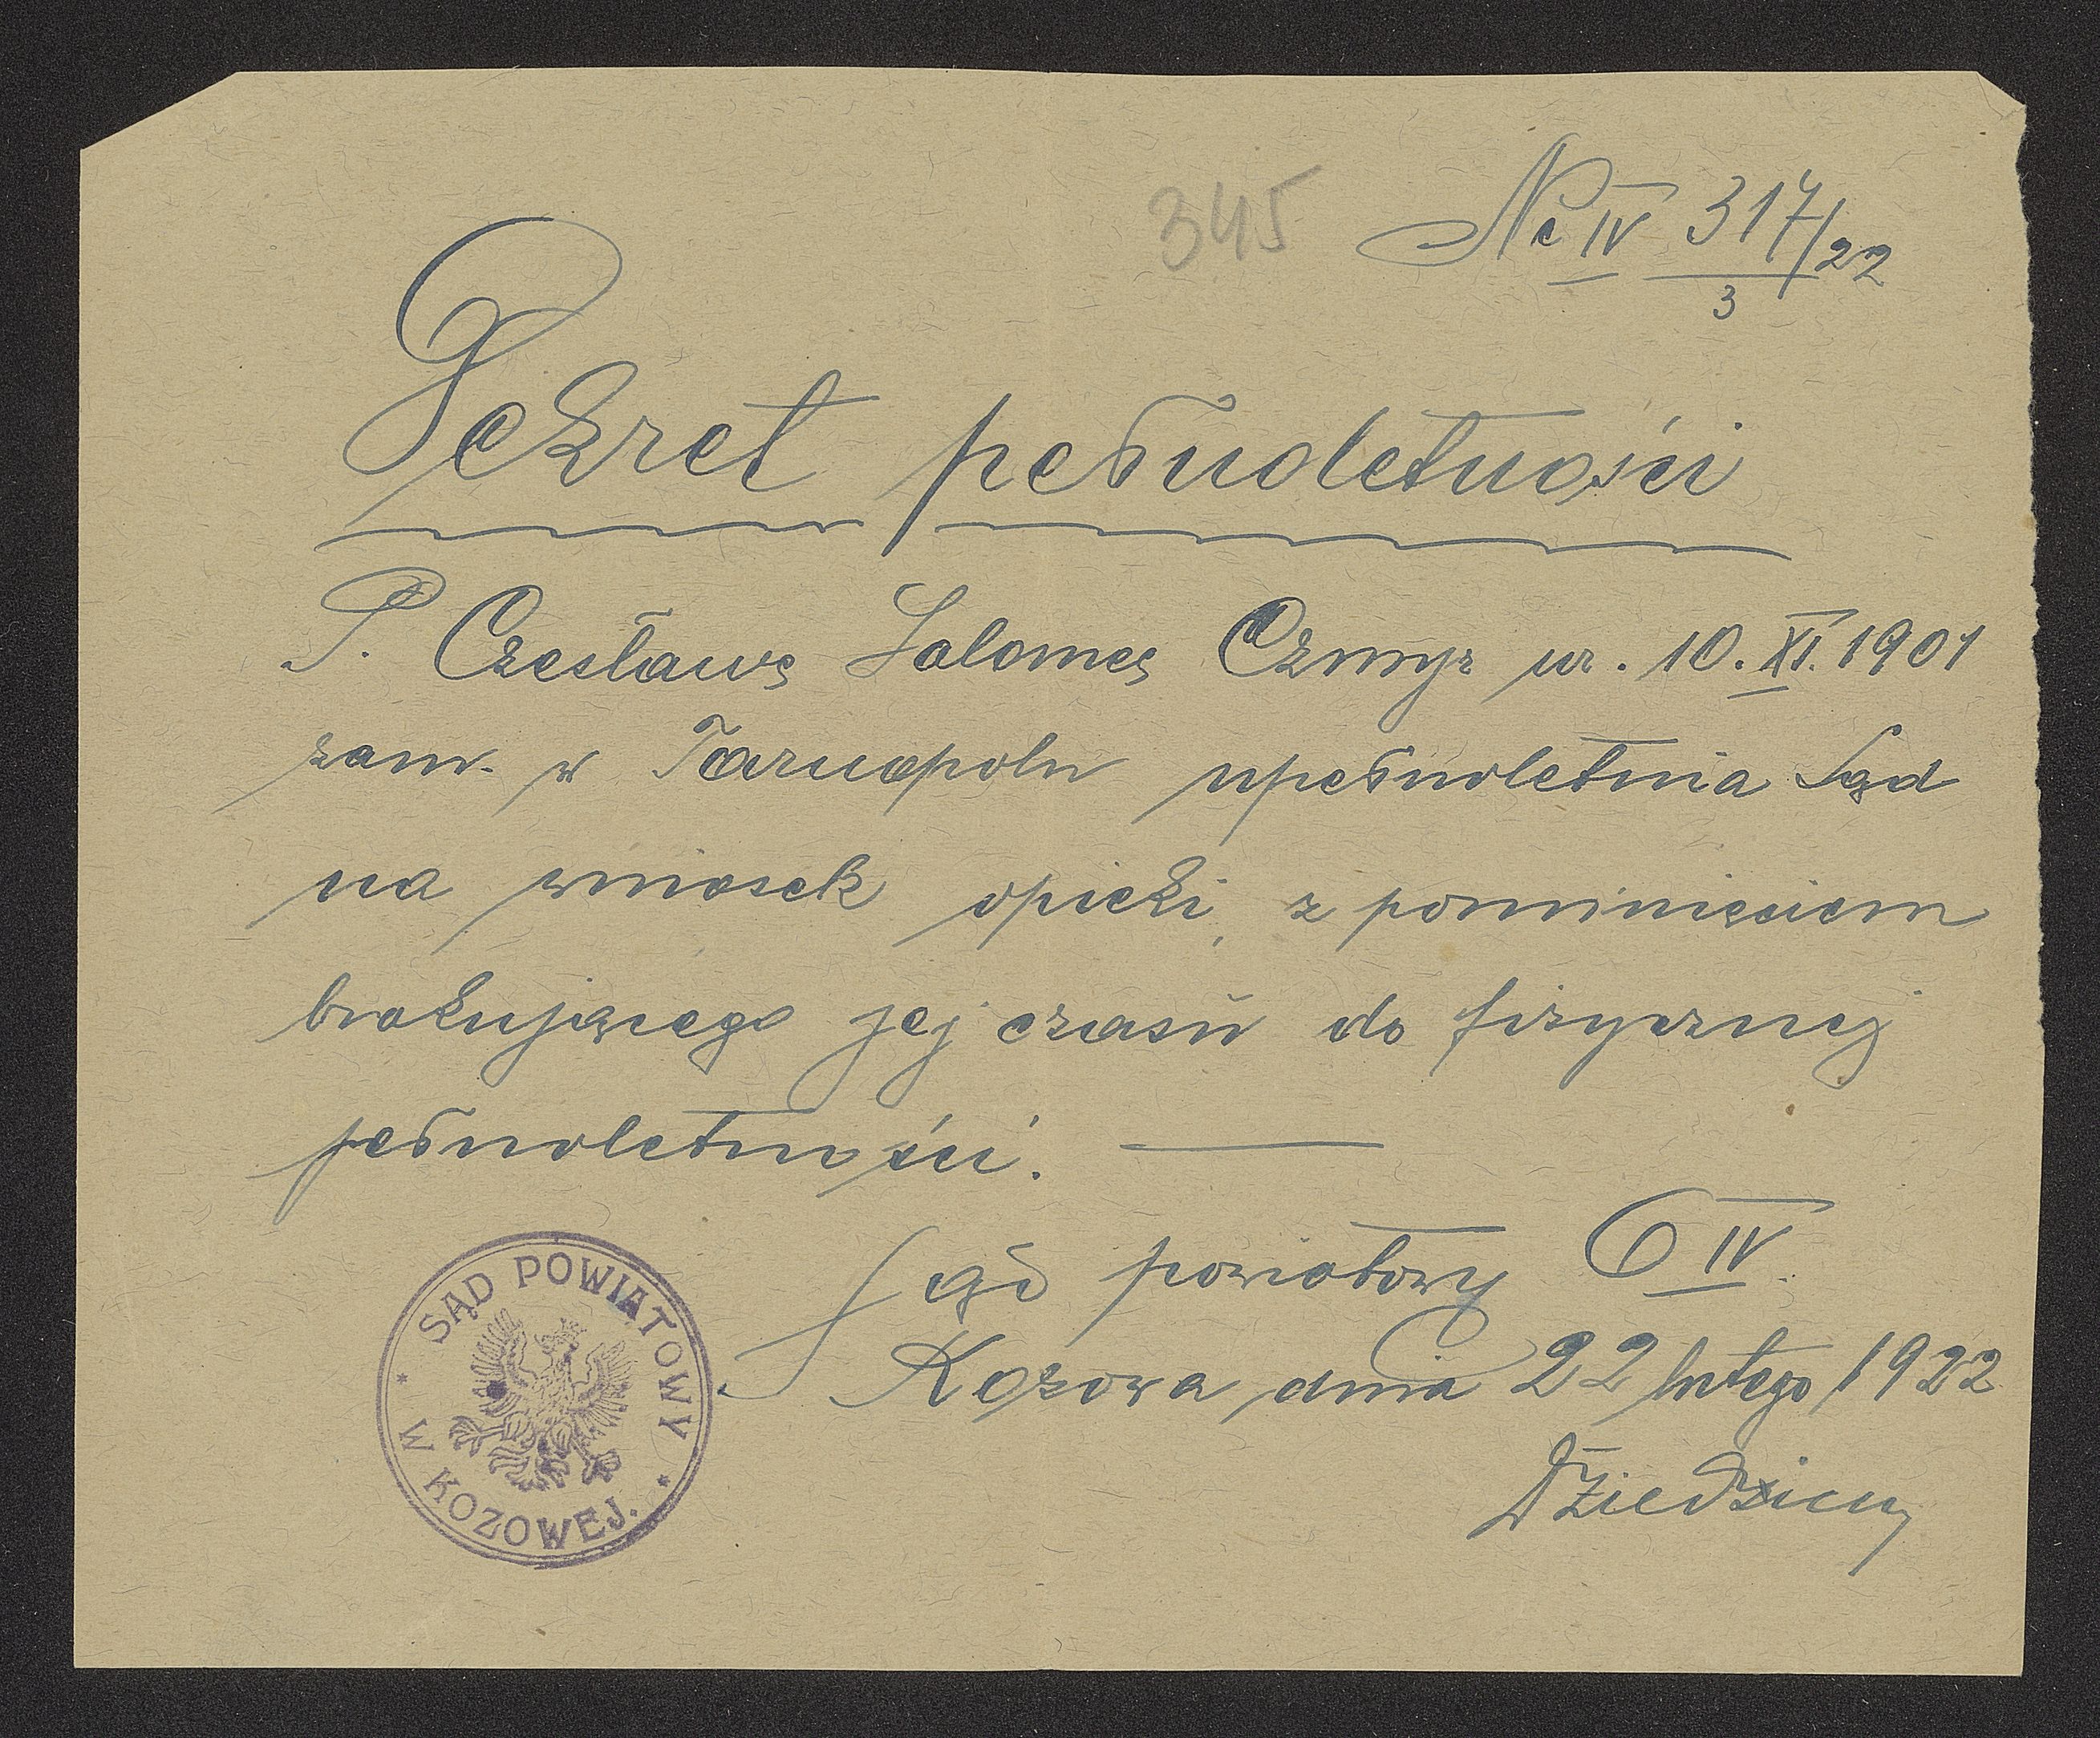 345
Nc IV 317/22
3
Dekret pełnoletności
P. Czesławę Salomeę Czmyr ur. 10. XI. 1901
zam. w Tarnopolu upełnoletnia Sąd
na wniosek opieki, z pominięciem
brakującego jej czasu do fizycznej
pełnoletności.
Sąd powiatowy O IV.
Kozowa dnia 22 lutego 1922
SĄD POWIATOWY
W KOZOWEJ.